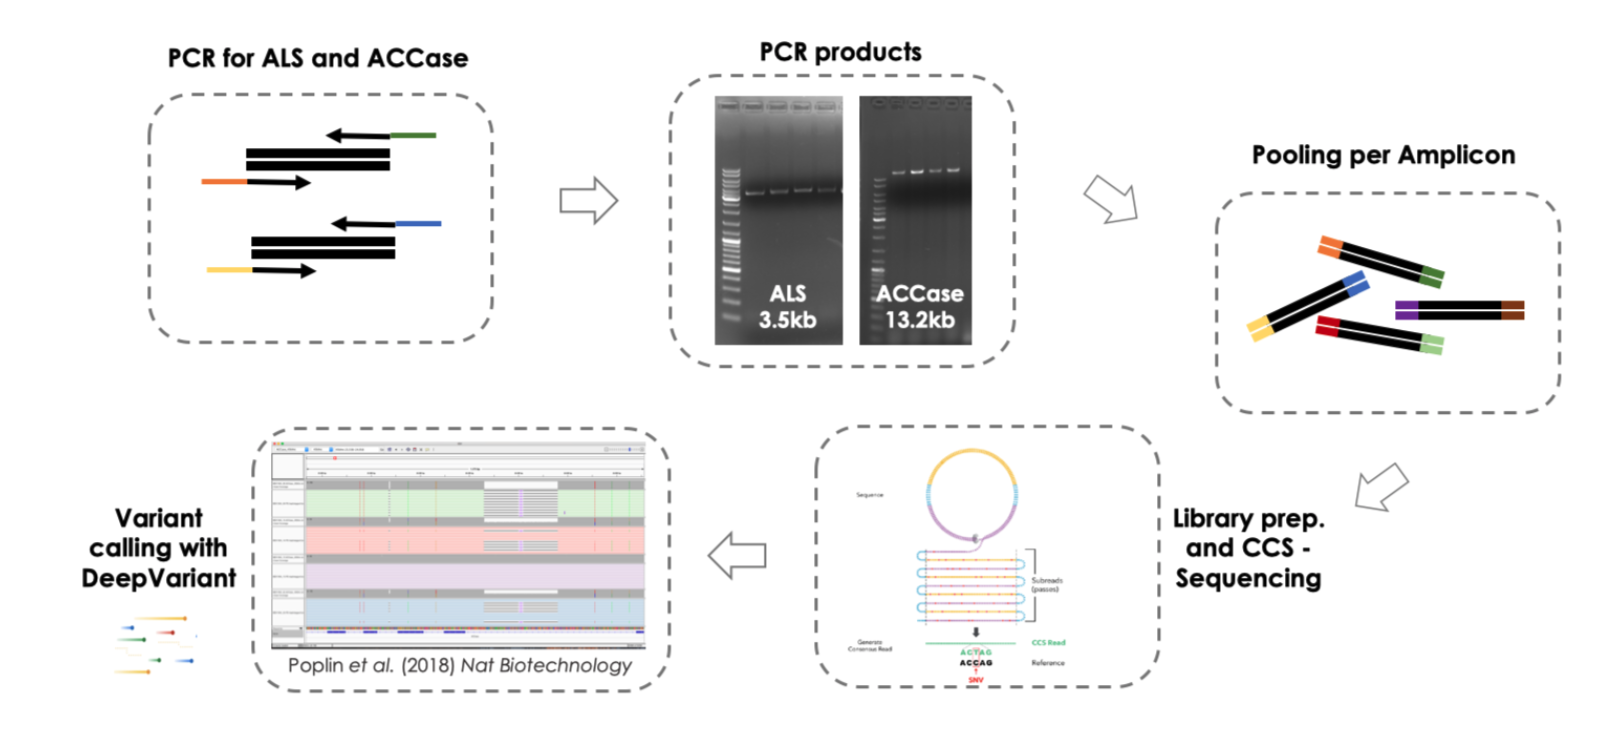 PCR for ALS and ACCase
PCR products
ALS
3.5kb
ACCase
13.2kb
Pooling per Amplicon
Library prep.
and CCS -
Sequencing
Sequence
Subreads
(passes)
Generate
Consensus Read
CCS Read
ACTAG
ACCAG
Reference
SNV
Variant
calling with
DeepVariant
Poplin et al. (2018) Nat Biotechnology